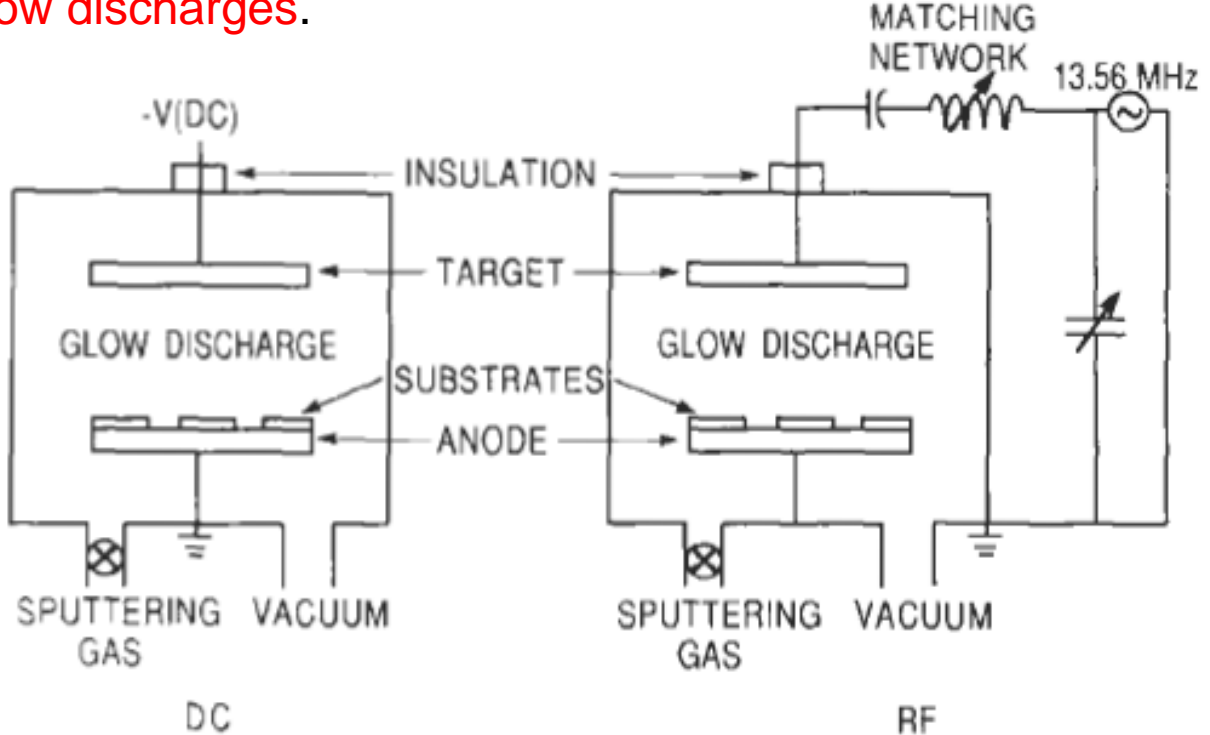 ow discharges.
MATCHING
NETWORK
13.56 MHz
-V(DC)
INSULATION
TARGET
GLOW DISCHARGE
GLOW DISCHARGE
SUBSTRATES
ANODE
SPUTTERING
GAS
VACUUM
SPUTTERING
GAS
VACUUM
DC
RF